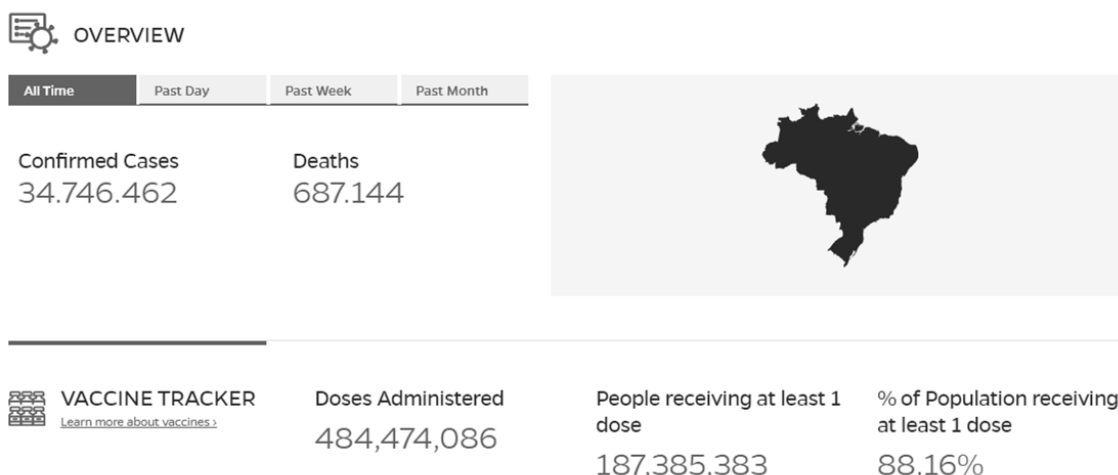 OVERVIEW
All Time
Past Day
Past Week
Past Month
Confirmed Cases
34.746.462
Deaths
687.144
VACCINE TRACKER
Learn more about vaccines ›
Doses Administered
484,474,086
People receiving at least 1
dose
187.385.383
% of Population receiving
at least 1 dose
88.16%